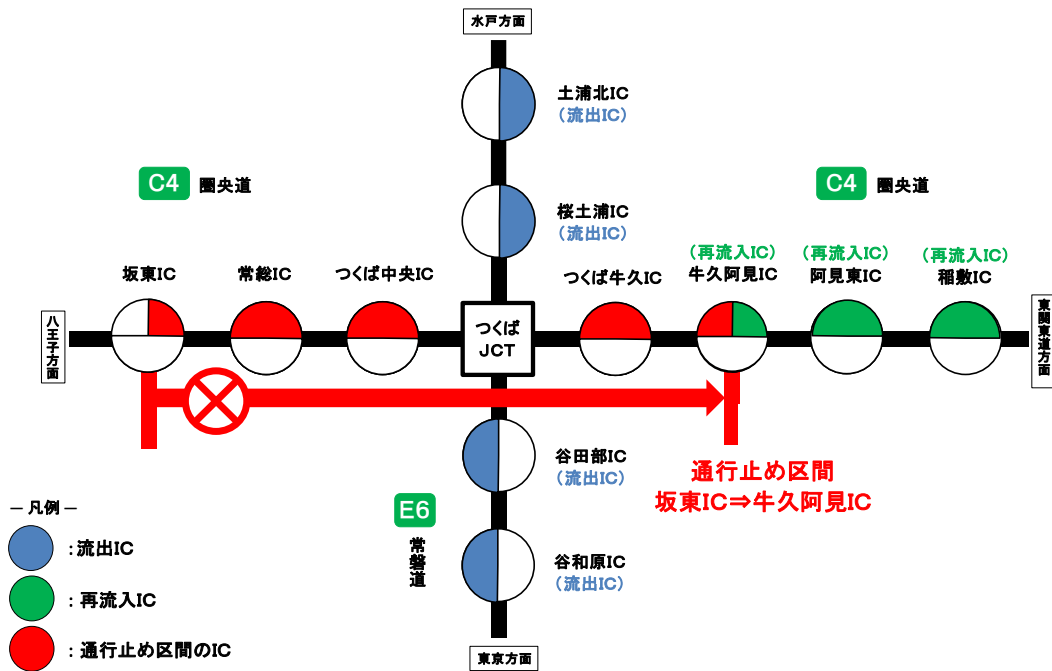 水戸方面
土浦北IC
(流出IC)
C4 圏央道
C4 圏央道
桜土浦IC
(流出IC)
坂東IC
常総IC
つくば中央IC
つくば牛久IC
(再流入IC)
牛久阿見IC
(再流入IC)
阿見東IC
(再流入IC)
稲敷IC
八王子方面
つくば
JCT
東関東道方面
谷田部IC
(流出IC)
通行止め区間
坂東IC⇒牛久阿見IC
E6
常磐道
谷和原IC
(流出IC)
― 凡例 ―
：流出IC
：再流入IC
：通行止め区間のIC
東京方面